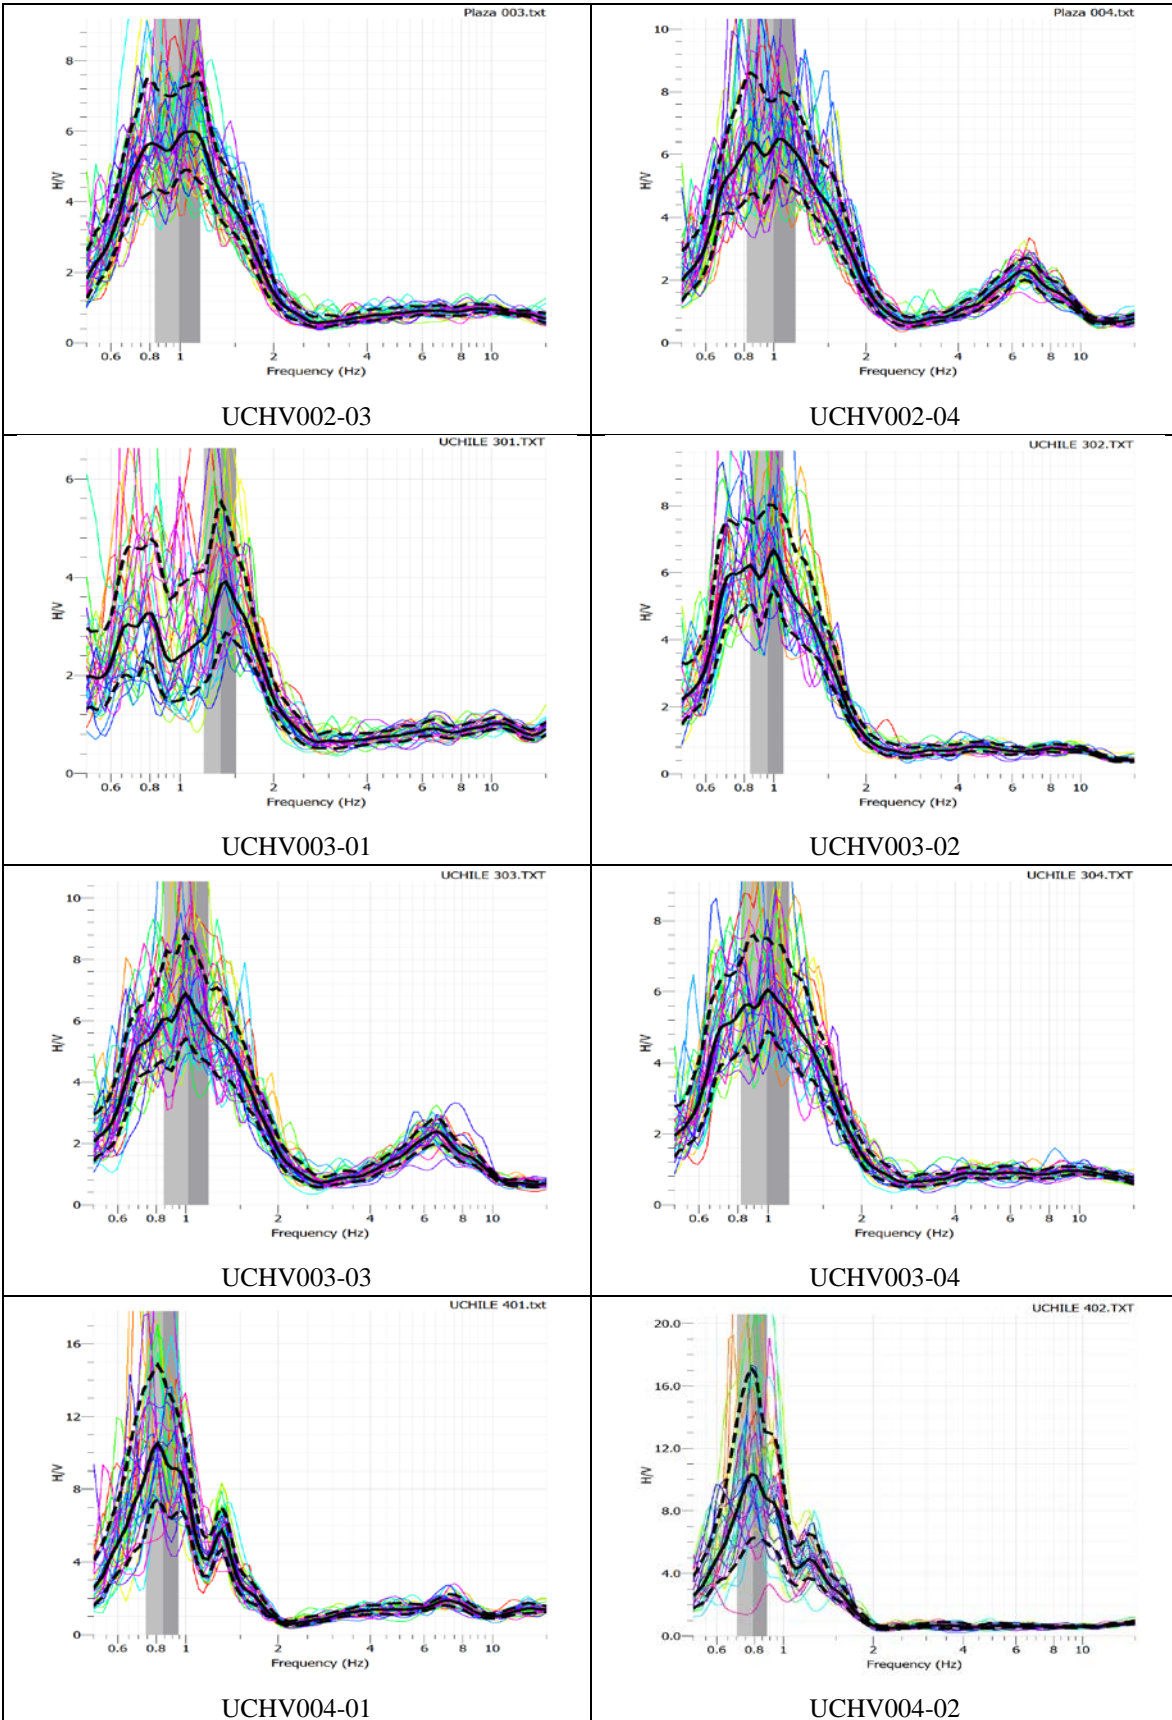 Plaza 003.txt
8
6
4
2
0
H/V
0.6 0.8 1 2 4 6 8 10
Frequency (Hz)
UCHV002-03
Plaza 004.txt
10
8
6
4
2
0
H/V
0.6 0.8 1 2 4 6 8 10
Frequency (Hz)
UCHV002-04
UCHILE 301.TXT
6
4
2
0
H/V
0.6 0.8 1 2 4 6 8 10
Frequency (Hz)
UCHV003-01
UCHILE 302.TXT
8
6
4
2
0
H/V
0.6 0.8 1 2 4 6 8 10
Frequency (Hz)
UCHV003-02
UCHILE 303.TXT
10
8
6
4
2
0
H/V
0.6 0.8 1 2 4 6 8 10
Frequency (Hz)
UCHV003-03
UCHILE 304.TXT
8
6
4
2
0
H/V
0.6 0.8 1 2 4 6 8 10
Frequency (Hz)
UCHV003-04
UCHILE 401.txt
16
12
8
4
0
H/V
0.6 0.8 1 2 4 6 8 10
Frequency (Hz)
UCHV004-01
UCHILE 402.TXT
20.0
16.0
12.0
8.0
4.0
0.0
H/V
0.6 0.8 1 2 4 6 8 10
Frequency (Hz)
UCHV004-02